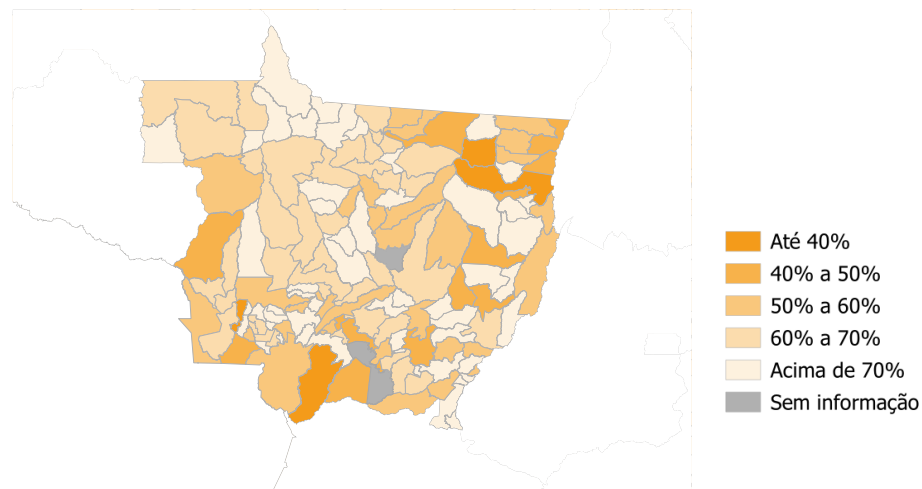 Até 40%
40% a 50%
50% a 60%
60% a 70%
Acima de 70%
Sem informação